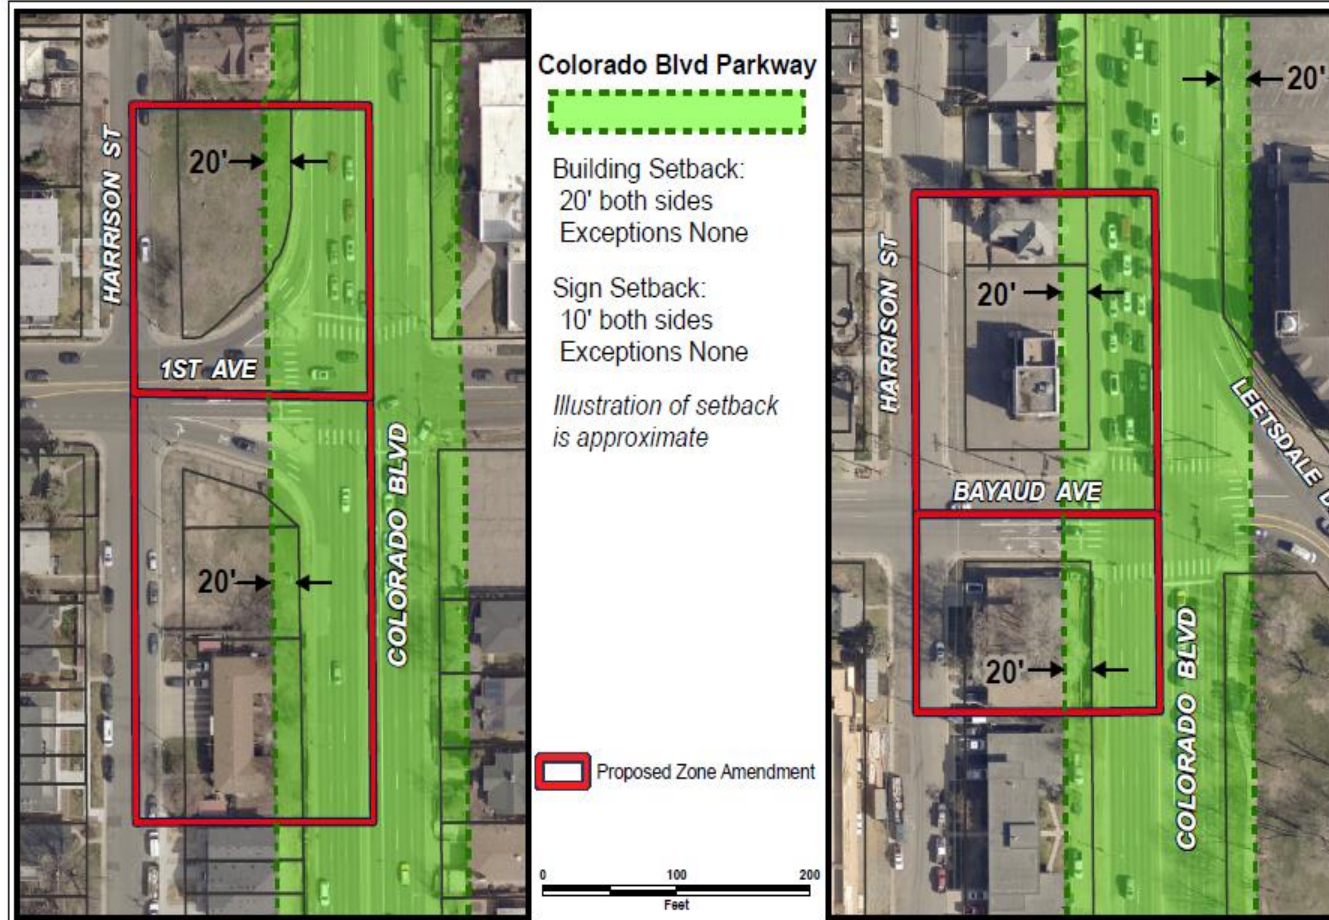 HARRISON ST
20'
1ST AVE
COLORADO BLVD
20'
Colorado Blvd Parkway
Building Setback:
20' both sides
Exceptions None
Sign Setback:
10' both sides
Exceptions None
Illustration of setback
is approximate
Proposed Zone Amendment
0 100 200
Feet
20'
HARRISON ST
20'
BAYAUD AVE
LEETSDALE D
20'
COLORADO BLVD